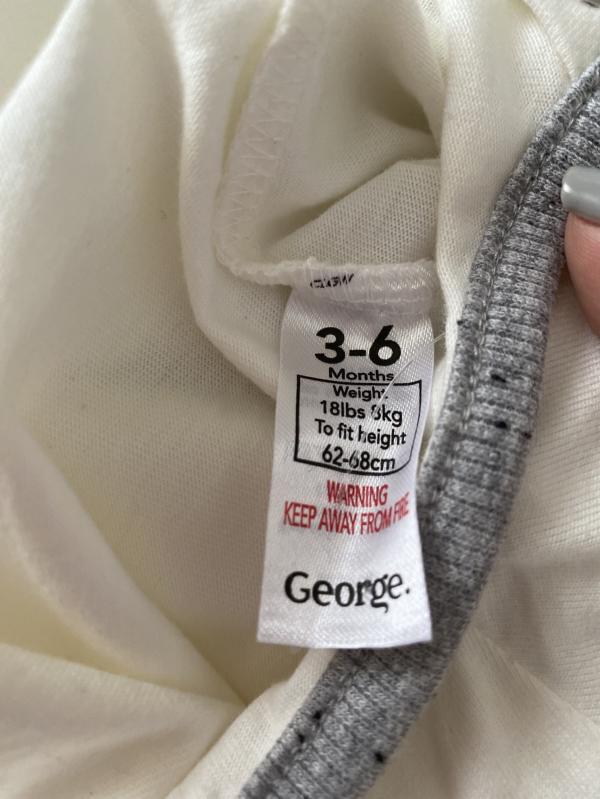 3-6
Months
Weight
18lbs 8kg
To fit height
62-68cm
WARNING
KEEP AWAY FROM FIRE
George.